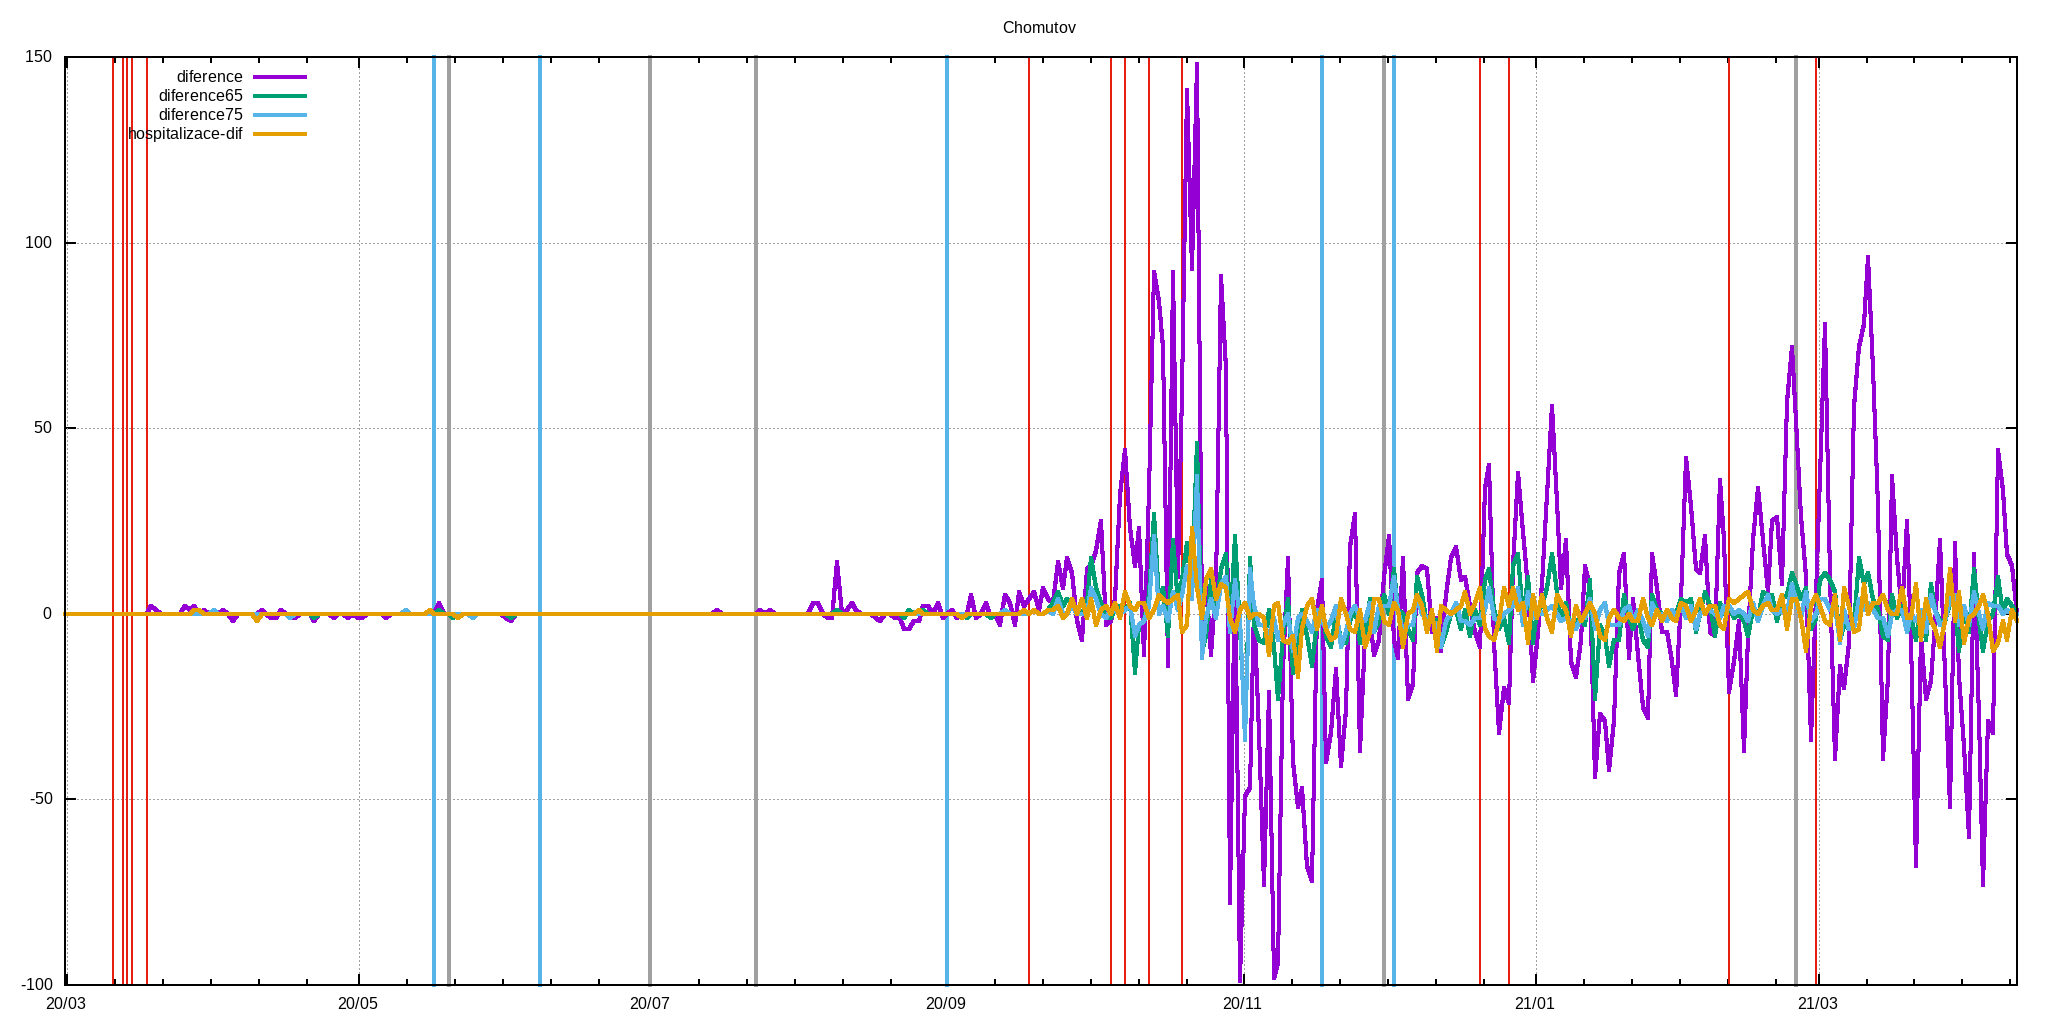 Chomutov
150
diference
diference65
diference75
hospitalizace-dif
100
50
0
-50
-100
20/03 20/05 20/07 20/09 20/11 21/01 21/03